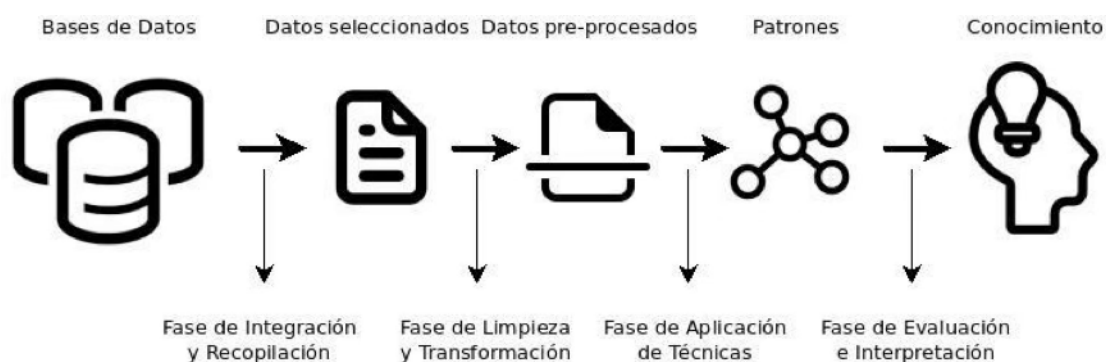 Bases de Datos
Datos seleccionados
Datos pre-procesados
Patrones
Conocimiento
Fase de Integración
y Recopilación
Fase de Limpieza
y Transformación
Fase de Aplicación
de Técnicas
Fase de Evaluación
e Interpretación